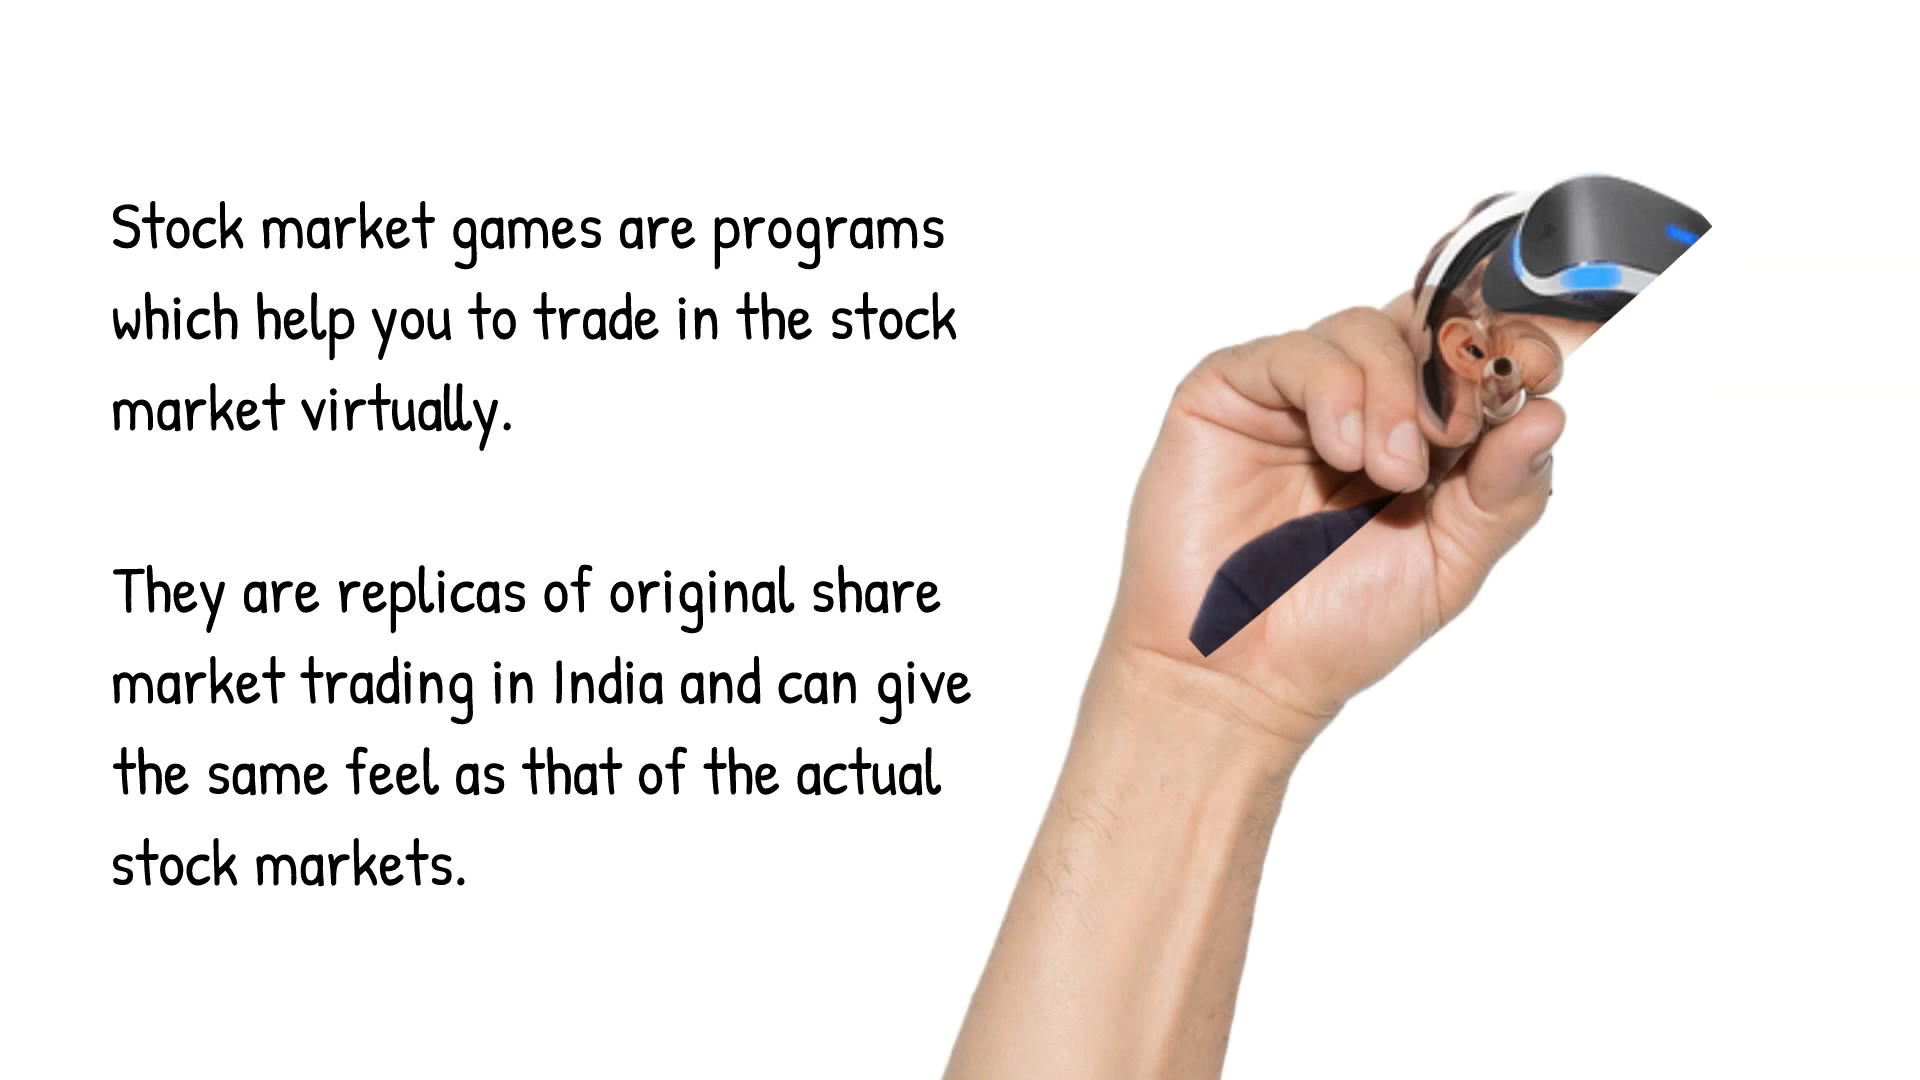 Stock market games are programs
which help you to trade in the stock
market virtually.
They are replicas of original share
market trading in India and can give
the same feel as that of the actual
stock markets.